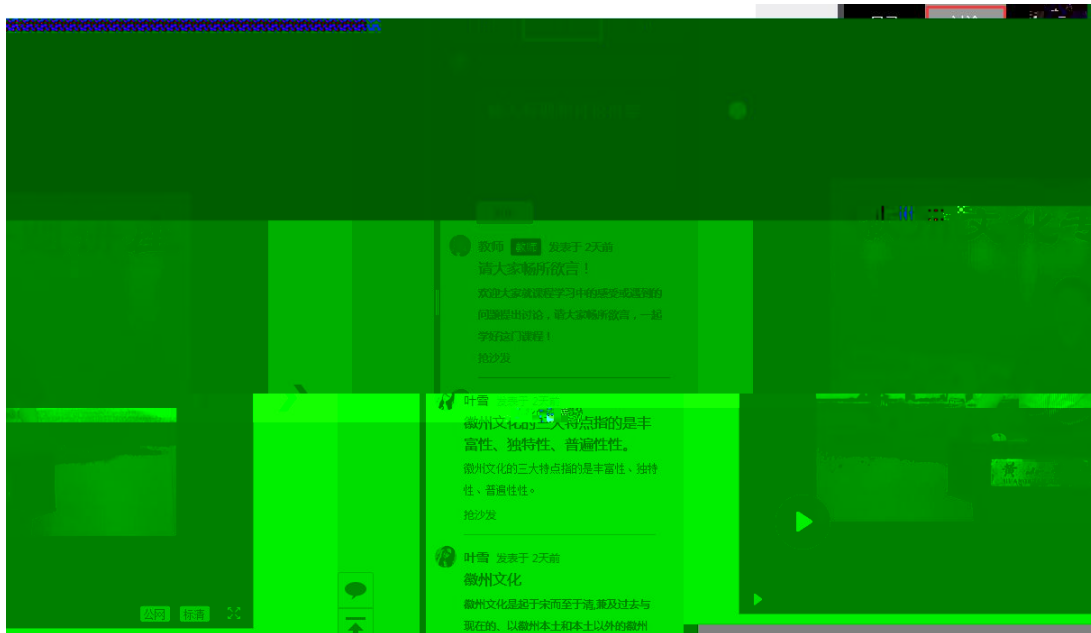 教师 发表于 2天前
请大家畅所欲言！
欢迎大家就课程学习中的感受或遇到的
问题提出讨论，请大家畅所欲言，一起
学好这门课程！
抢沙发
叶雪 发表于 2天前
徽州文化的三大特点指的是丰
富性、独特性、普遍性性。
徽州文化的三大特点指的是丰富性、独特
性、普遍性性。
抢沙发
叶雪 发表于 2天前
徽州文化
徽州文化是起于宋而至于清,兼及过去与
现在的、以徽州本土和本土以外的徽州
公网 标清